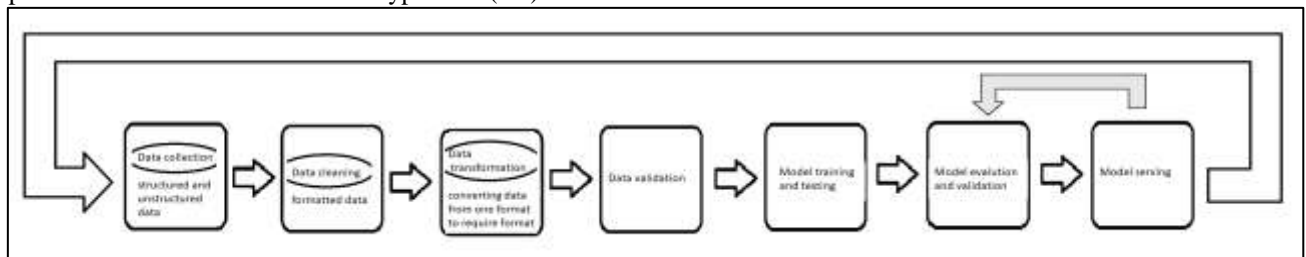 Data collection
structured and
unstructured
data
Data cleaning
formatted data
Data
transformation
converting data
from one format
to require format
Data validation
Model training
and testing
Model evalution
and validation
Model serving